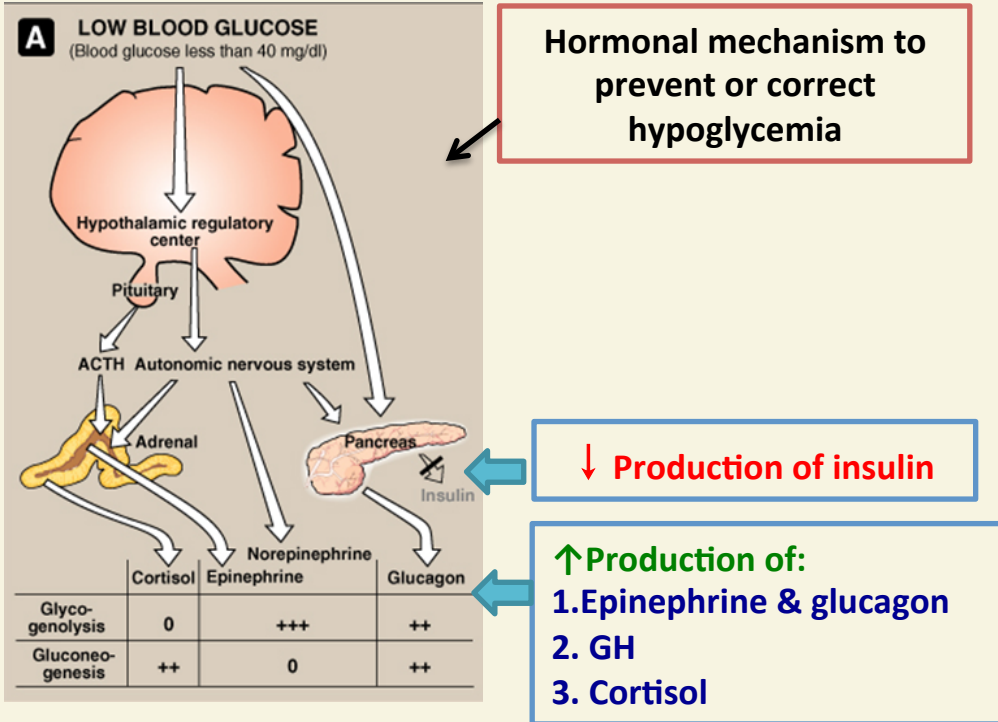 A
LOW BLOOD GLUCOSE
(Blood glucose less than 40 mg/dl)
Hormonal mechanism to
prevent or correct
hypoglycemia
Hypothalamic regulatory
center
Pituitary
ACTH Autonomic nervous system
Adrenal
Pancreas
Insulin
↓ Production of insulin
Norepinephrine
Cortisol Epinephrine Glucagon
Glyco-
genolysis 0 +++ ++
Gluconeo-
genesis ++ 0 ++
↑Production of:
1.Epinephrine & glucagon
2. GH
3. Cortisol